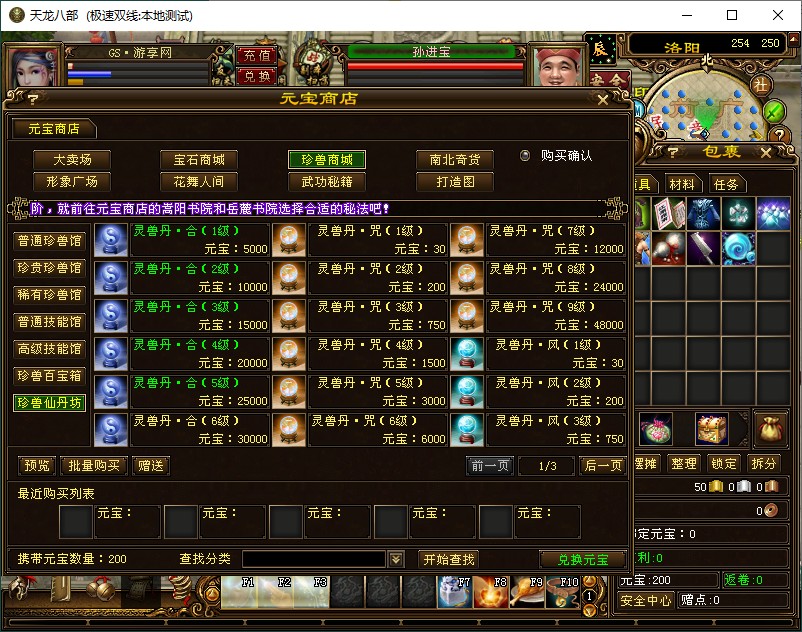 天龙八部 (极速双线:本地测试)
GS·游享网
充值
兑换
孙进宝
安全
洛阳
254 250
北
社
?
元宝商店
?
包裹
元宝商店
大卖场
宝石商城
珍兽商城
南北奇货
购买确认
形象广场
花舞人间
武功秘籍
打造图
具
材料
任务
阶，就前往元宝商店的嵩阳书院和岳麓书院选择合适的秘法吧!
普通珍兽馆
珍贵珍兽馆
稀有珍兽馆
普通技能馆
高级技能馆
珍兽百宝箱
珍兽仙丹坊
灵兽丹·合(1级)
元宝:5000
灵兽丹·咒(1级)
元宝:30
灵兽丹·咒(7级)
元宝:12000
灵兽丹·合(2级)
元宝:10000
灵兽丹·咒(2级)
元宝:200
灵兽丹·咒(8级)
元宝:24000
灵兽丹·合(3级)
元宝:15000
灵兽丹·咒(3级)
元宝:750
灵兽丹·咒(9级)
元宝:48000
灵兽丹·合(4级)
元宝:20000
灵兽丹·咒(4级)
元宝:1500
灵兽丹·风(1级)
元宝:30
灵兽丹·合(5级)
元宝:25000
灵兽丹·咒(5级)
元宝:3000
灵兽丹·风(2级)
元宝:200
灵兽丹·合(6级)
元宝:30000
灵兽丹·咒(6级)
元宝:6000
灵兽丹·风(3级)
元宝:750
预览
批量购买
赠送
前一页
1/3
后一页
摆摊
整理
锁定
拆分
50 0 0
0
最近购买列表
元宝:
元宝:
元宝:
元宝:
元宝:
定元宝:0
利:0
携带元宝数量:200
查找分类
开始查找
兑换元宝
元宝:200
返卷:0
安全中心
赠点:0
F1
F2
F3
F7
F8
F9
F10
1